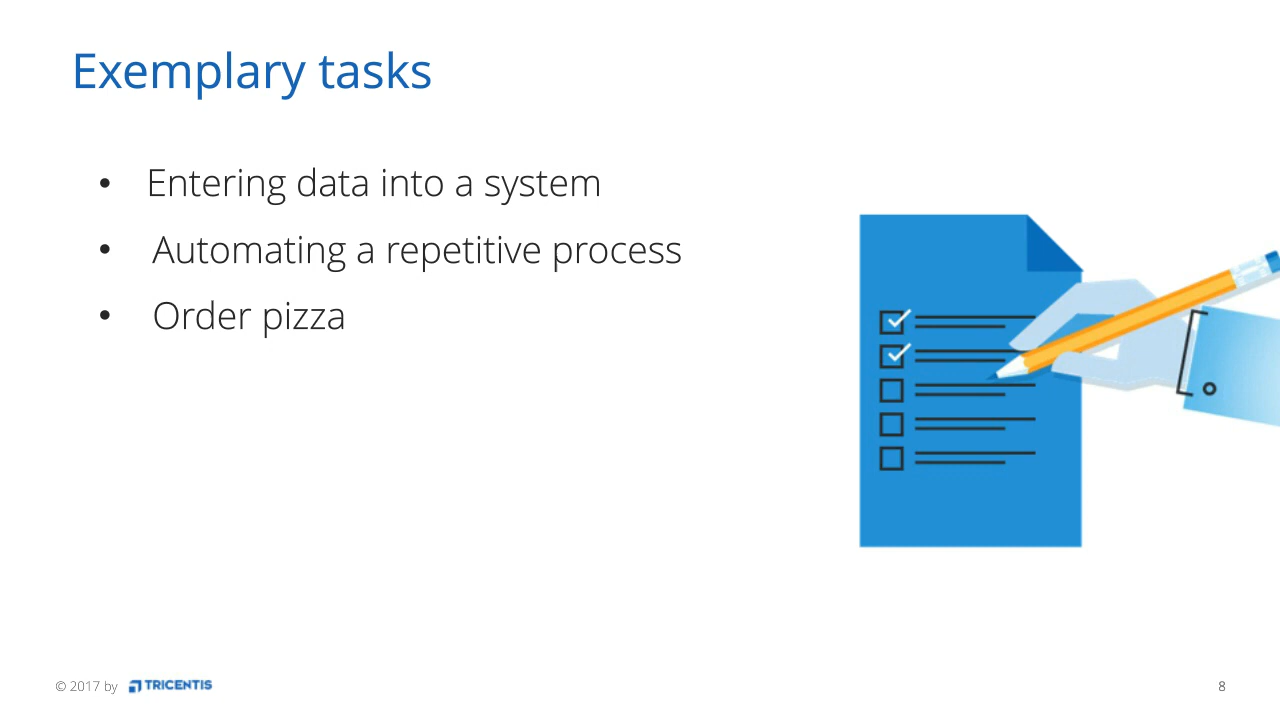 Exemplary tasks
• Entering data into a system
• Automating a repetitive process
• Order pizza
© 2017 by TRICENTIS
8